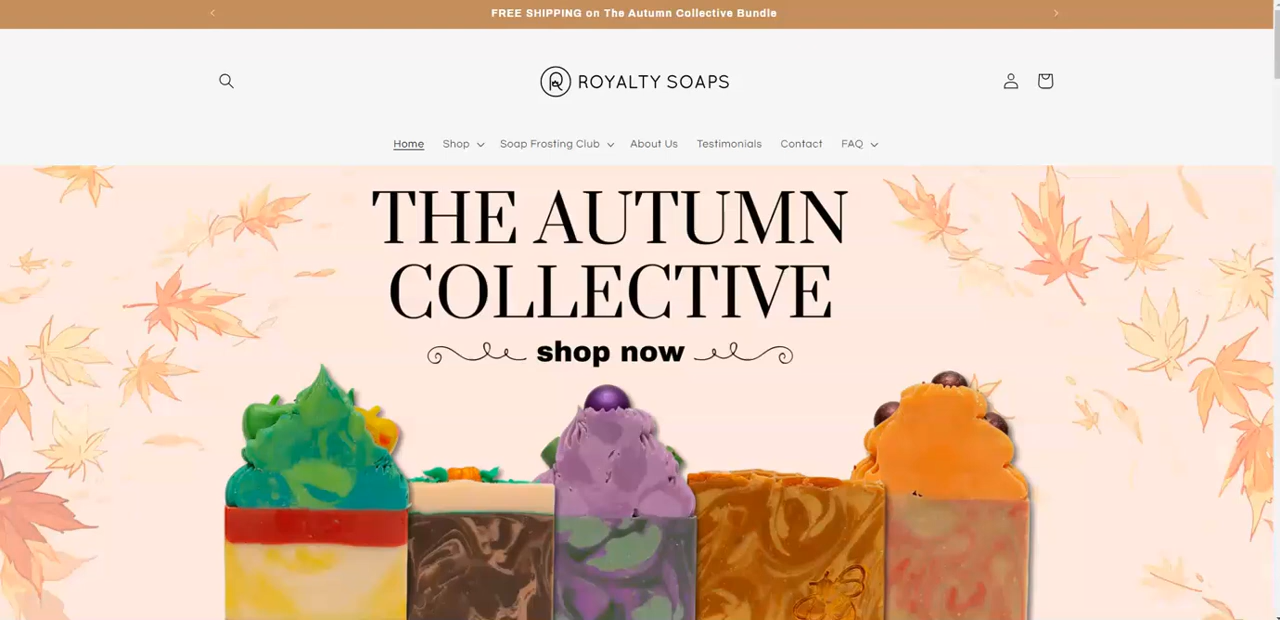 FREE SHIPPING on The Autumn Collective Bundle
ROYALTY SOAPS
Home Shop Soap Frosting Club About Us Testimonials Contact FAQ
THE AUTUMN
COLLECTIVE
shop now